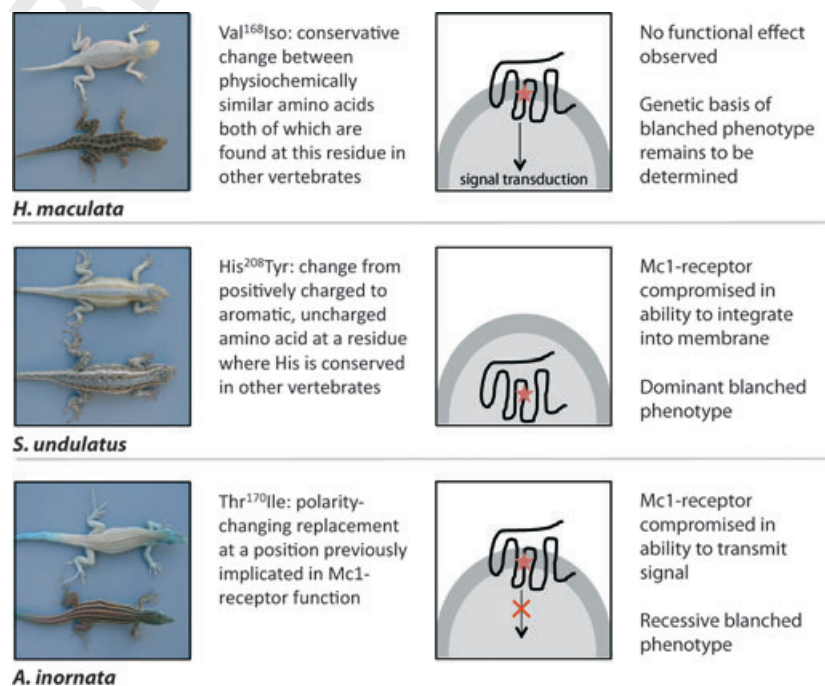 Val¹⁶⁸Iso: conservative
change between
physiochemically
similar amino acids
both of which are
found at this residue in
other vertebrates
signal transduction
No functional effect
observed
Genetic basis of
blanched phenotype
remains to be
determined
H. maculata
His²⁰⁸Tyr: change from
positively charged to
aromatic, uncharged
amino acid at a residue
where His is conserved
in other vertebrates
Mc1-receptor
compromised in
ability to integrate
into membrane
Dominant blanched
phenotype
S. undulatus
Thr¹⁷⁰Ile: polarity-
changing replacement
at a position previously
implicated in Mc1-
receptor function
Mc1-receptor
compromised in
ability to transmit
signal
Recessive blanched
phenotype
A. inornata